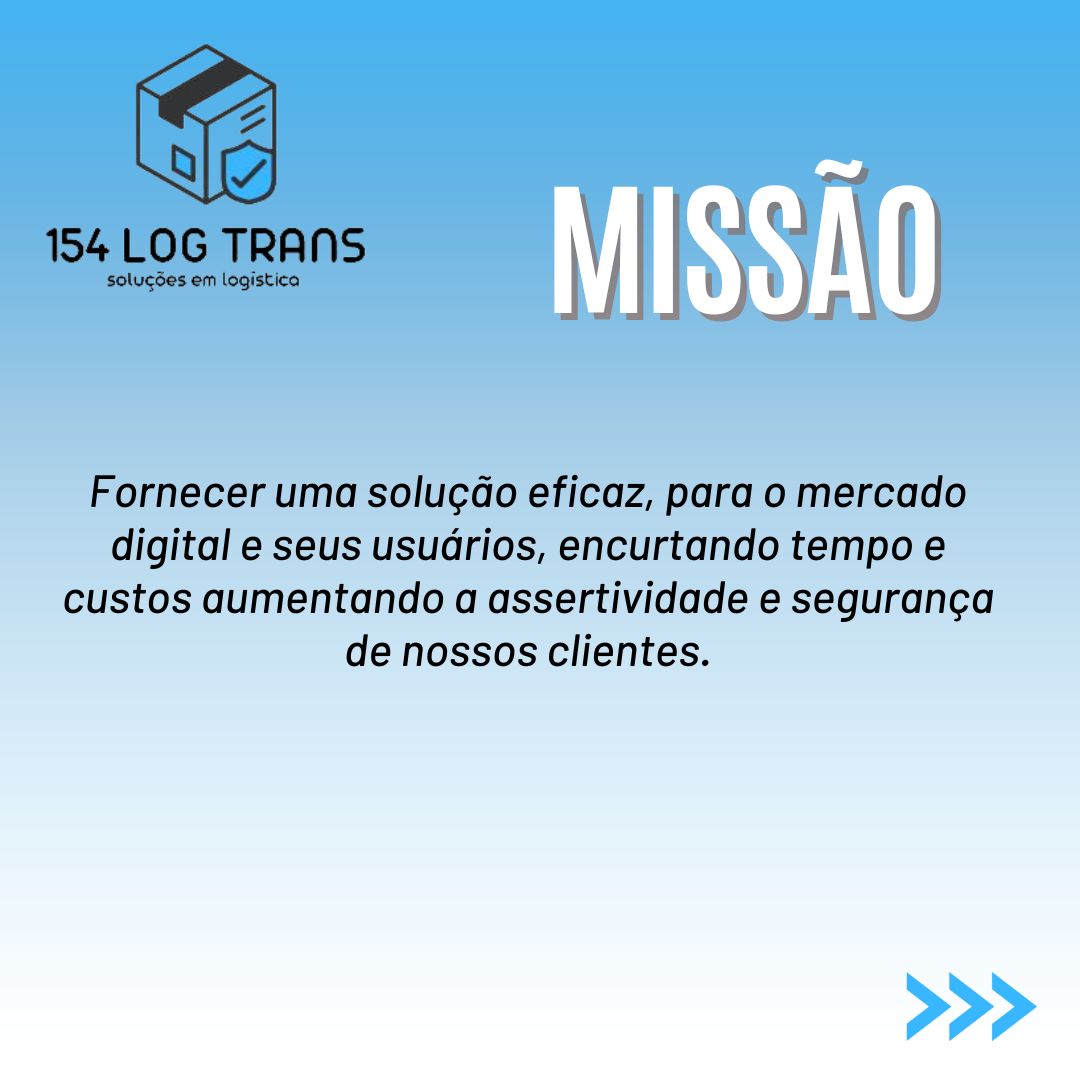 154 LOG TRANS
soluções em logística
MISSÃO
Fornecer uma solução eficaz, para o mercado
digital e seus usuários, encurtando tempo e
custos aumentando a assertividade e segurança
de nossos clientes.